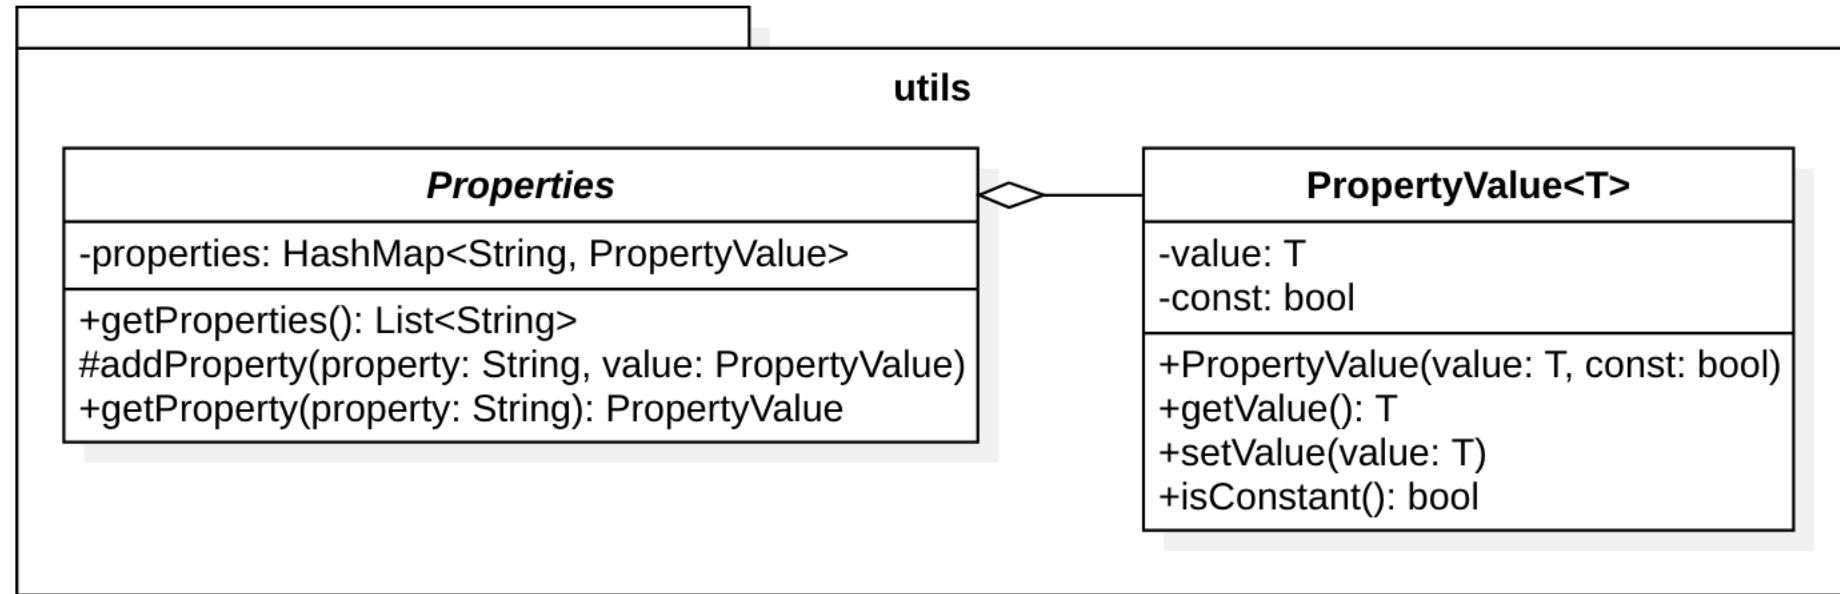 utils
Properties
-properties: HashMap<String, PropertyValue>
+getProperties(): List<String>
#addProperty(property: String, value: PropertyValue)
+getProperty(property: String): PropertyValue
PropertyValue<T>
-value: T
-const: bool
+PropertyValue(value: T, const: bool)
+getValue(): T
+setValue(value: T)
+isConstant(): bool